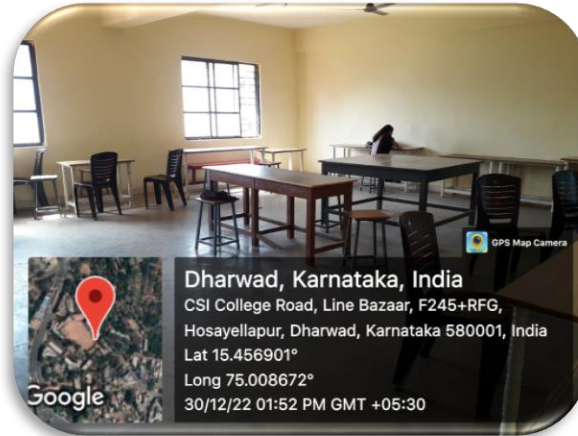 GPS Map Camera
Dharwad, Karnataka, India
CSI College Road, Line Bazaar, F245+RFG,
Hosayellapur, Dharwad, Karnataka 580001, India
Lat 15.456901°
Long 75.008672°
30/12/22 01:52 PM GMT +05:30
Google